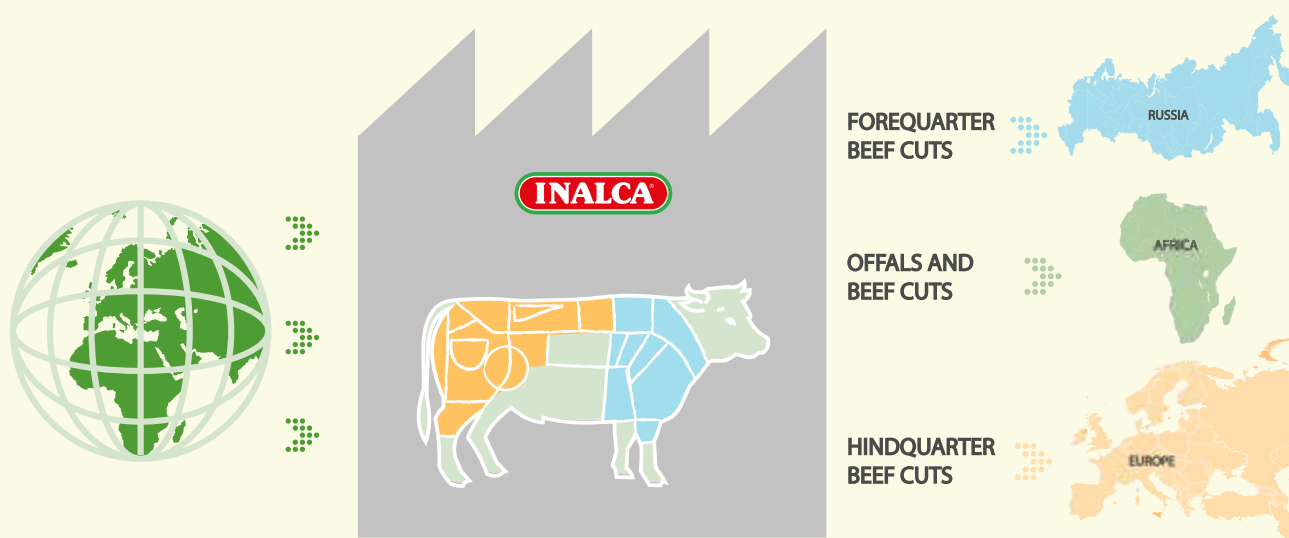 INALCA
FOREQUARTER
BEEF CUTS
RUSSIA
OFFALS AND
BEEF CUTS
AFRICA
HINDQUARTER
BEEF CUTS
EUROPE